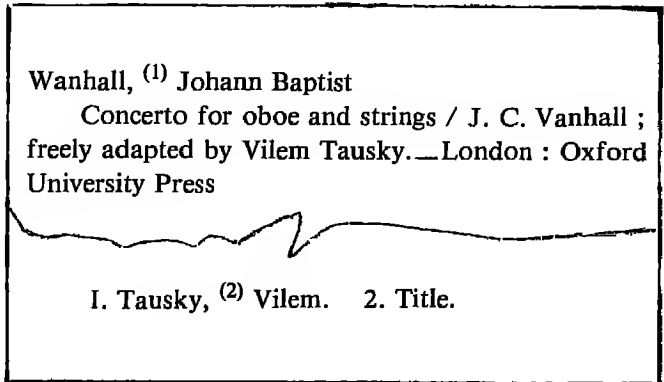 Wanhall, (1) Johann Baptist
Concerto for oboe and strings / J. C. Vanhall ;
freely adapted by Vilem Tausky.—London : Oxford
University Press
I. Tausky, (2) Vilem. 2. Title.